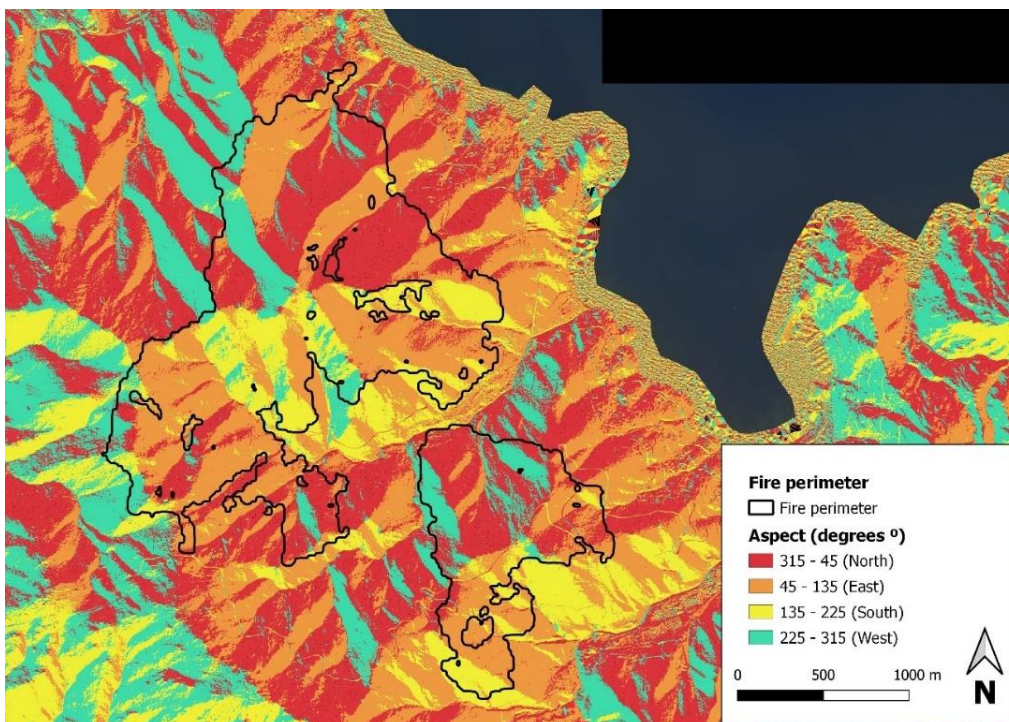 Fire perimeter
Fire perimeter
Aspect (degrees º)
315 - 45 (North)
45 - 135 (East)
135 - 225 (South)
225 - 315 (West)
0 500 1000 m
N